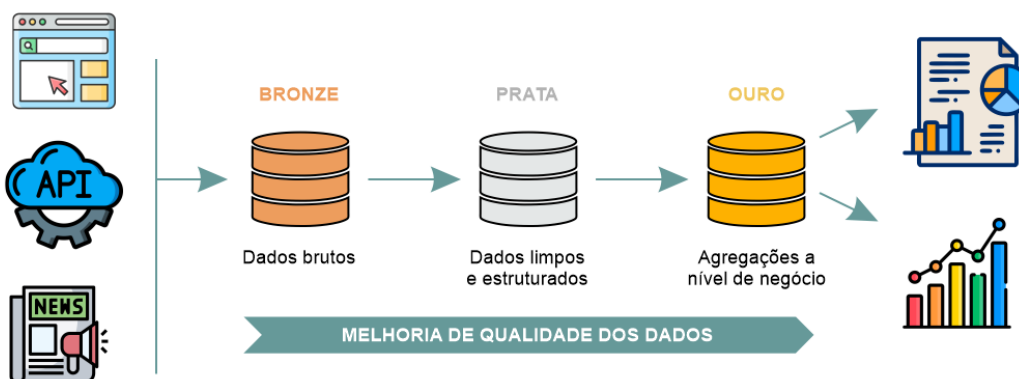 BRONZE
PRATA
OURO
API
Dados brutos
Dados limpos
e estruturados
Agregações a
nível de negócio
NEWS
MELHORIA DE QUALIDADE DOS DADOS